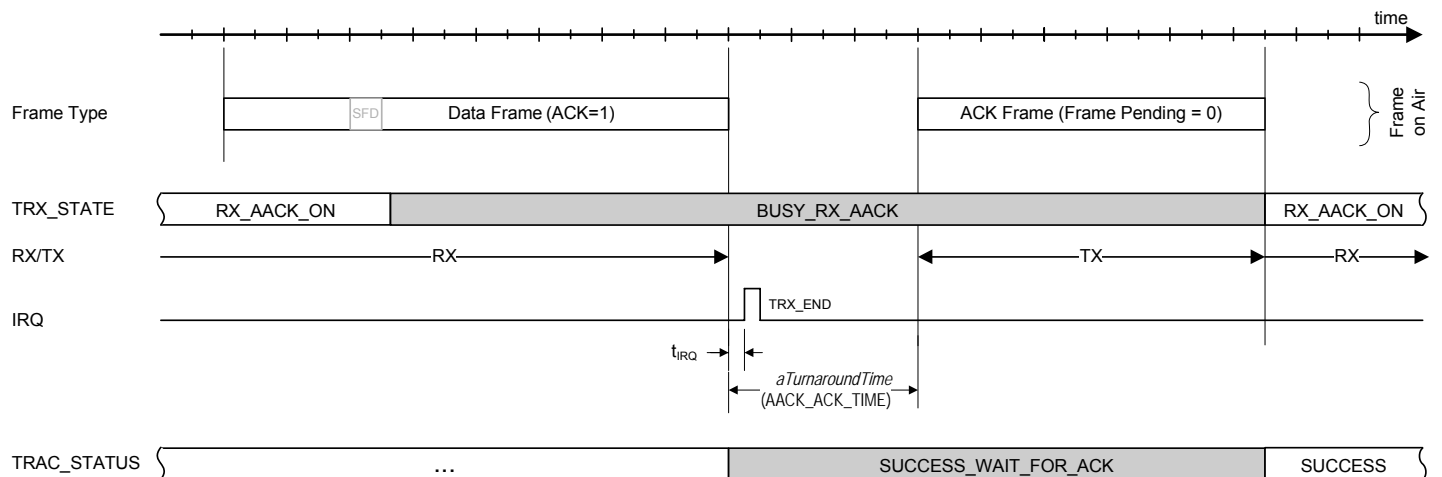 time
Frame Type
SFD
Data Frame (ACK=1)
ACK Frame (Frame Pending = 0)
Frame
on Air
TRX_STATE
RX_AACK_ON
BUSY_RX_AACK
RX_AACK_ON
RX/TX
RX
TX
RX
IRQ
TRX_END
tIRQ
aTurnaroundTime
(AACK_ACK_TIME)
TRAC_STATUS
...
SUCCESS_WAIT_FOR_ACK
SUCCESS